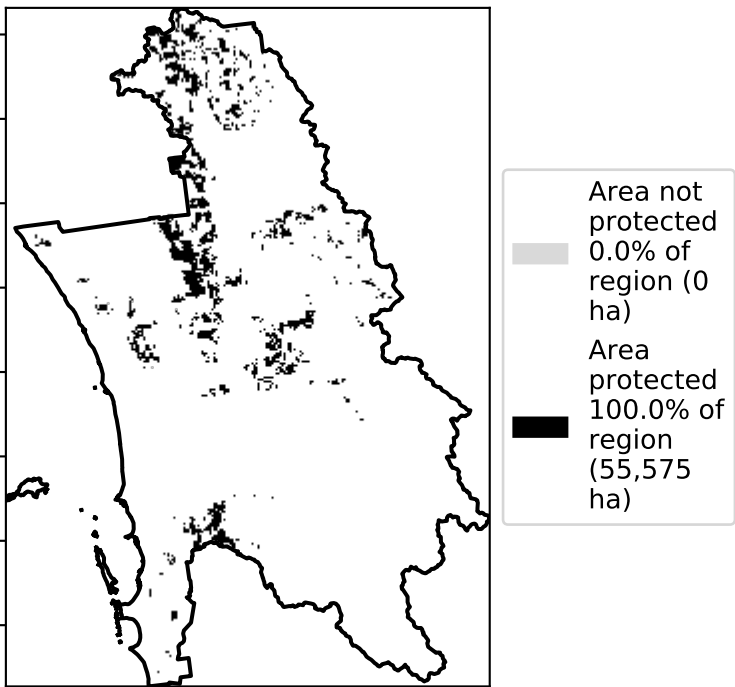 Area not
protected
0.0% of
region (0
ha)
Area
protected
100.0% of
region
(55,575
ha)